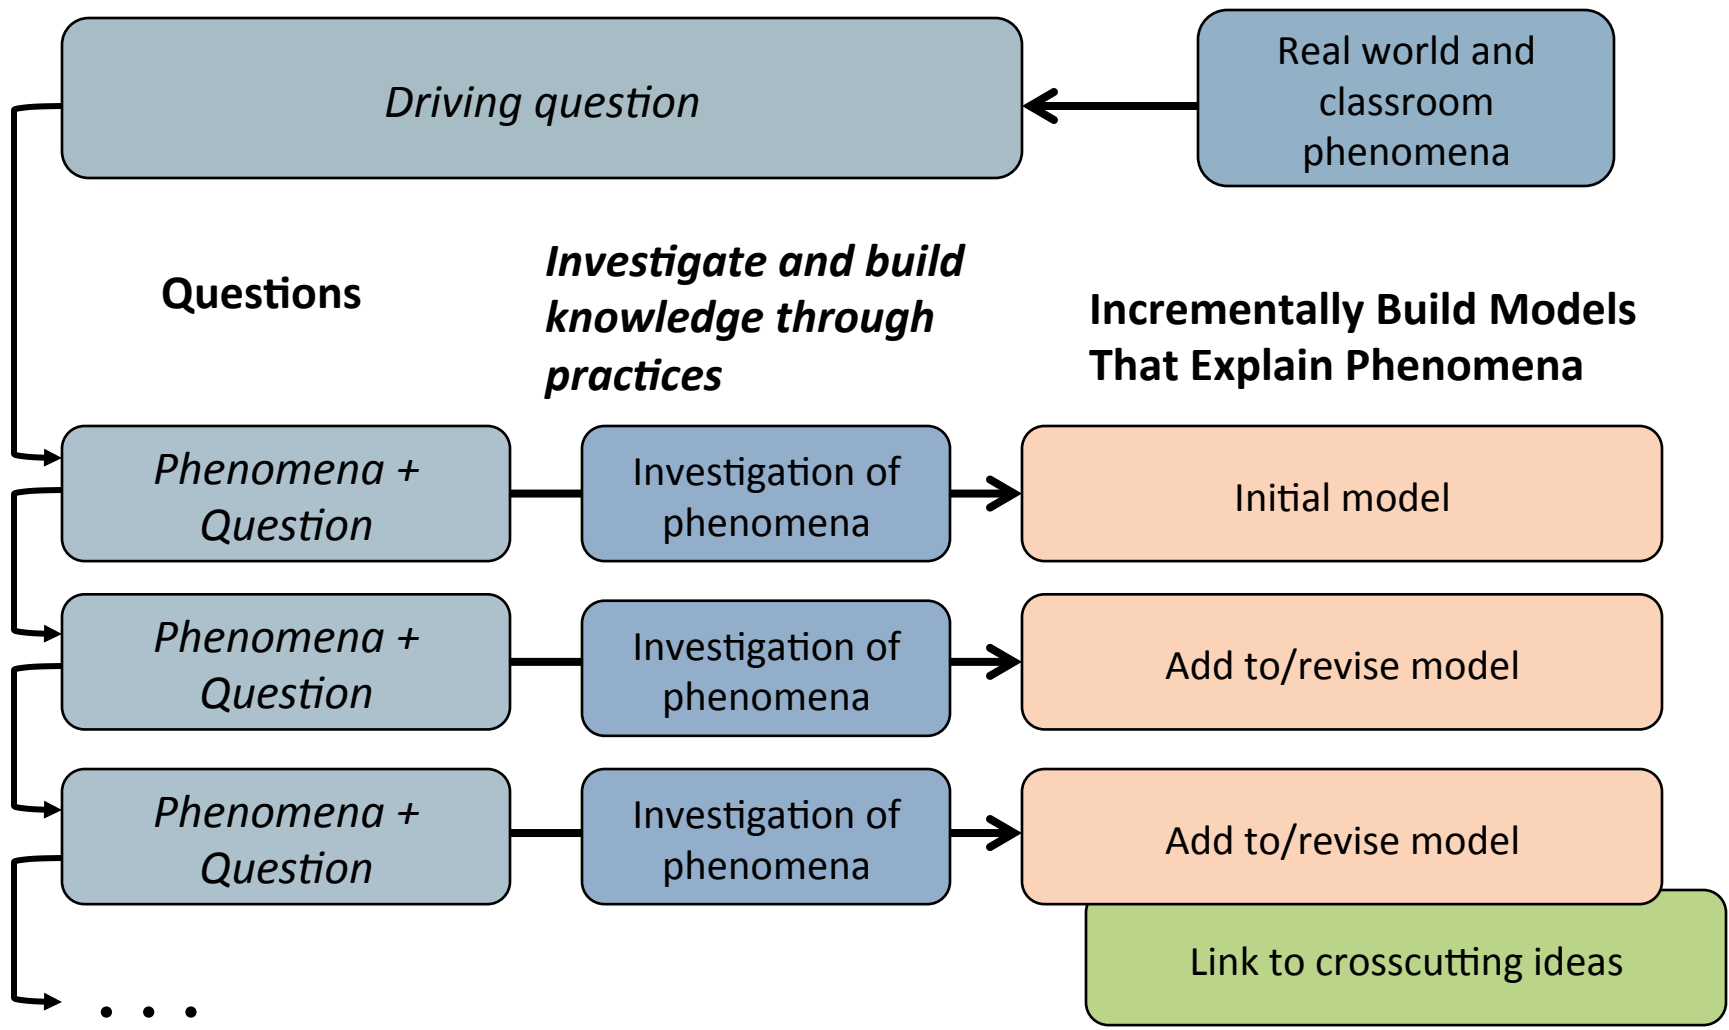 Driving question
Real world and
classroom
phenomena
Questions
Investigate and build
knowledge through
practices
Incrementally Build Models
That Explain Phenomena
Phenomena +
Question
Investigation of
phenomena
Initial model
Phenomena +
Question
Investigation of
phenomena
Add to/revise model
Phenomena +
Question
Investigation of
phenomena
Add to/revise model
Link to crosscutting ideas
. . .